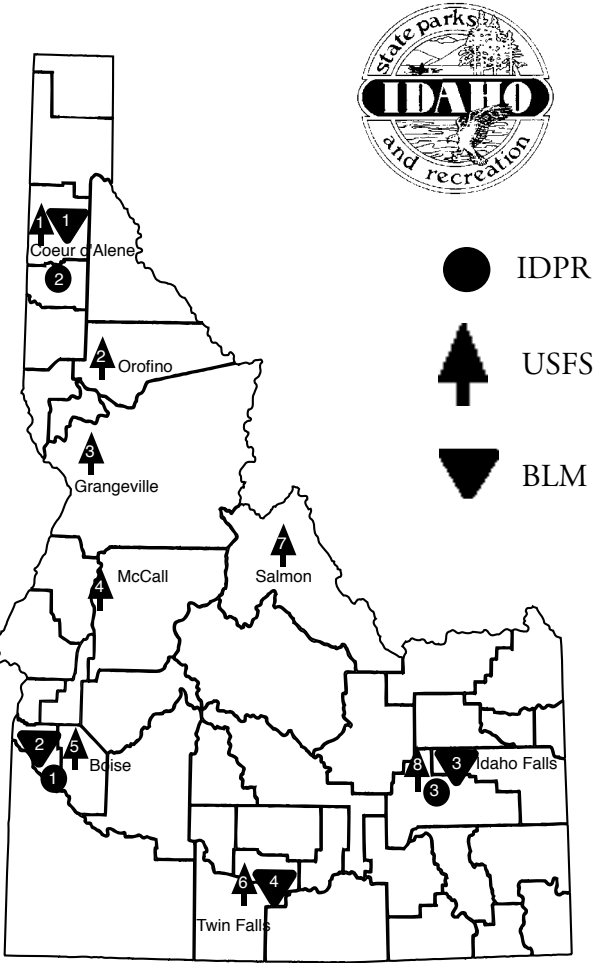 state parks
IDAHO
and recreation
1
1
Coeur d'Alene
2
IDPR
2
Orofino
USFS
3
Grangeville
BLM
7
4
McCall
Salmon
2
5
Boise
1
8
3
Idaho Falls
3
6
4
Twin Falls